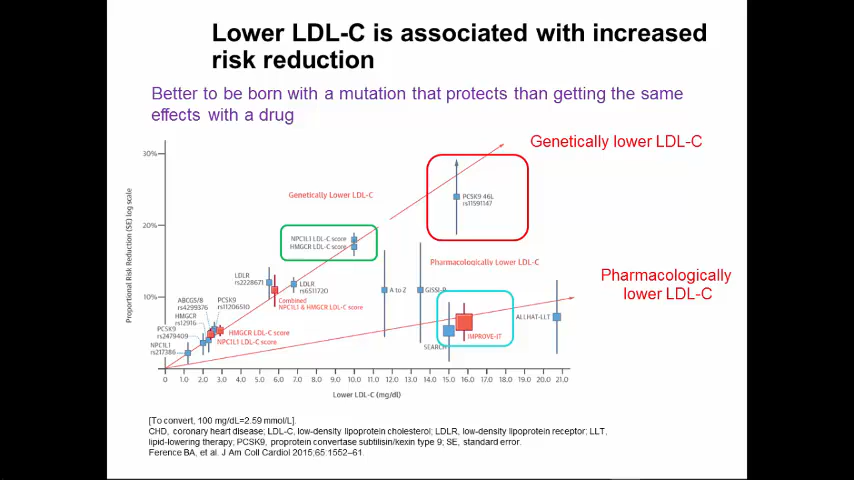 Lower LDL-C is associated with increased
risk reduction
Better to be born with a mutation that protects than getting the same
effects with a drug
Genetically lower LDL-C
Pharmacologically
lower LDL-C
Proportional Risk Reduction (SE) log scale
30%
20%
10%
Genetically Lower LDL-C
PCSK9 46L
rs11591147
NPC1L1 LDL-C score
HMGCR LDL-C score
Pharmacologically Lower LDL-C
LDLR
rs2228671
LDLR
rs6511720
A to Z
GISSI-P
Combined
NPC1L1 & HMGCR LDL-C score
ABCG5/8
rs4299376
PCSK9
rs11206510
HMGCR
rs12916
PCSK9
rs2479409
NPC1L1
rs217386
HMGCR LDL-C score
NPC1L1 LDL-C score
SEARCH
IMPROVE-IT
ALLHAT-LLT
0 1.0 2.0 3.0 4.0 5.0 6.0 7.0 8.0 9.0 10.0 11.0 12.0 13.0 14.0 15.0 16.0 17.0 18.0 19.0 20.0 21.0
Lower LDL-C (mg/dl)
[To convert, 100 mg/dL=2.59 mmol/L].
CHD, coronary heart disease; LDL-C, low-density lipoprotein cholesterol; LDLR, low-density lipoprotein receptor; LLT,
lipid-lowering therapy; PCSK9, proprotein convertase subtilisin/kexin type 9; SE, standard error.
Ference BA, et al. J Am Coll Cardiol 2015;65:1552–61.